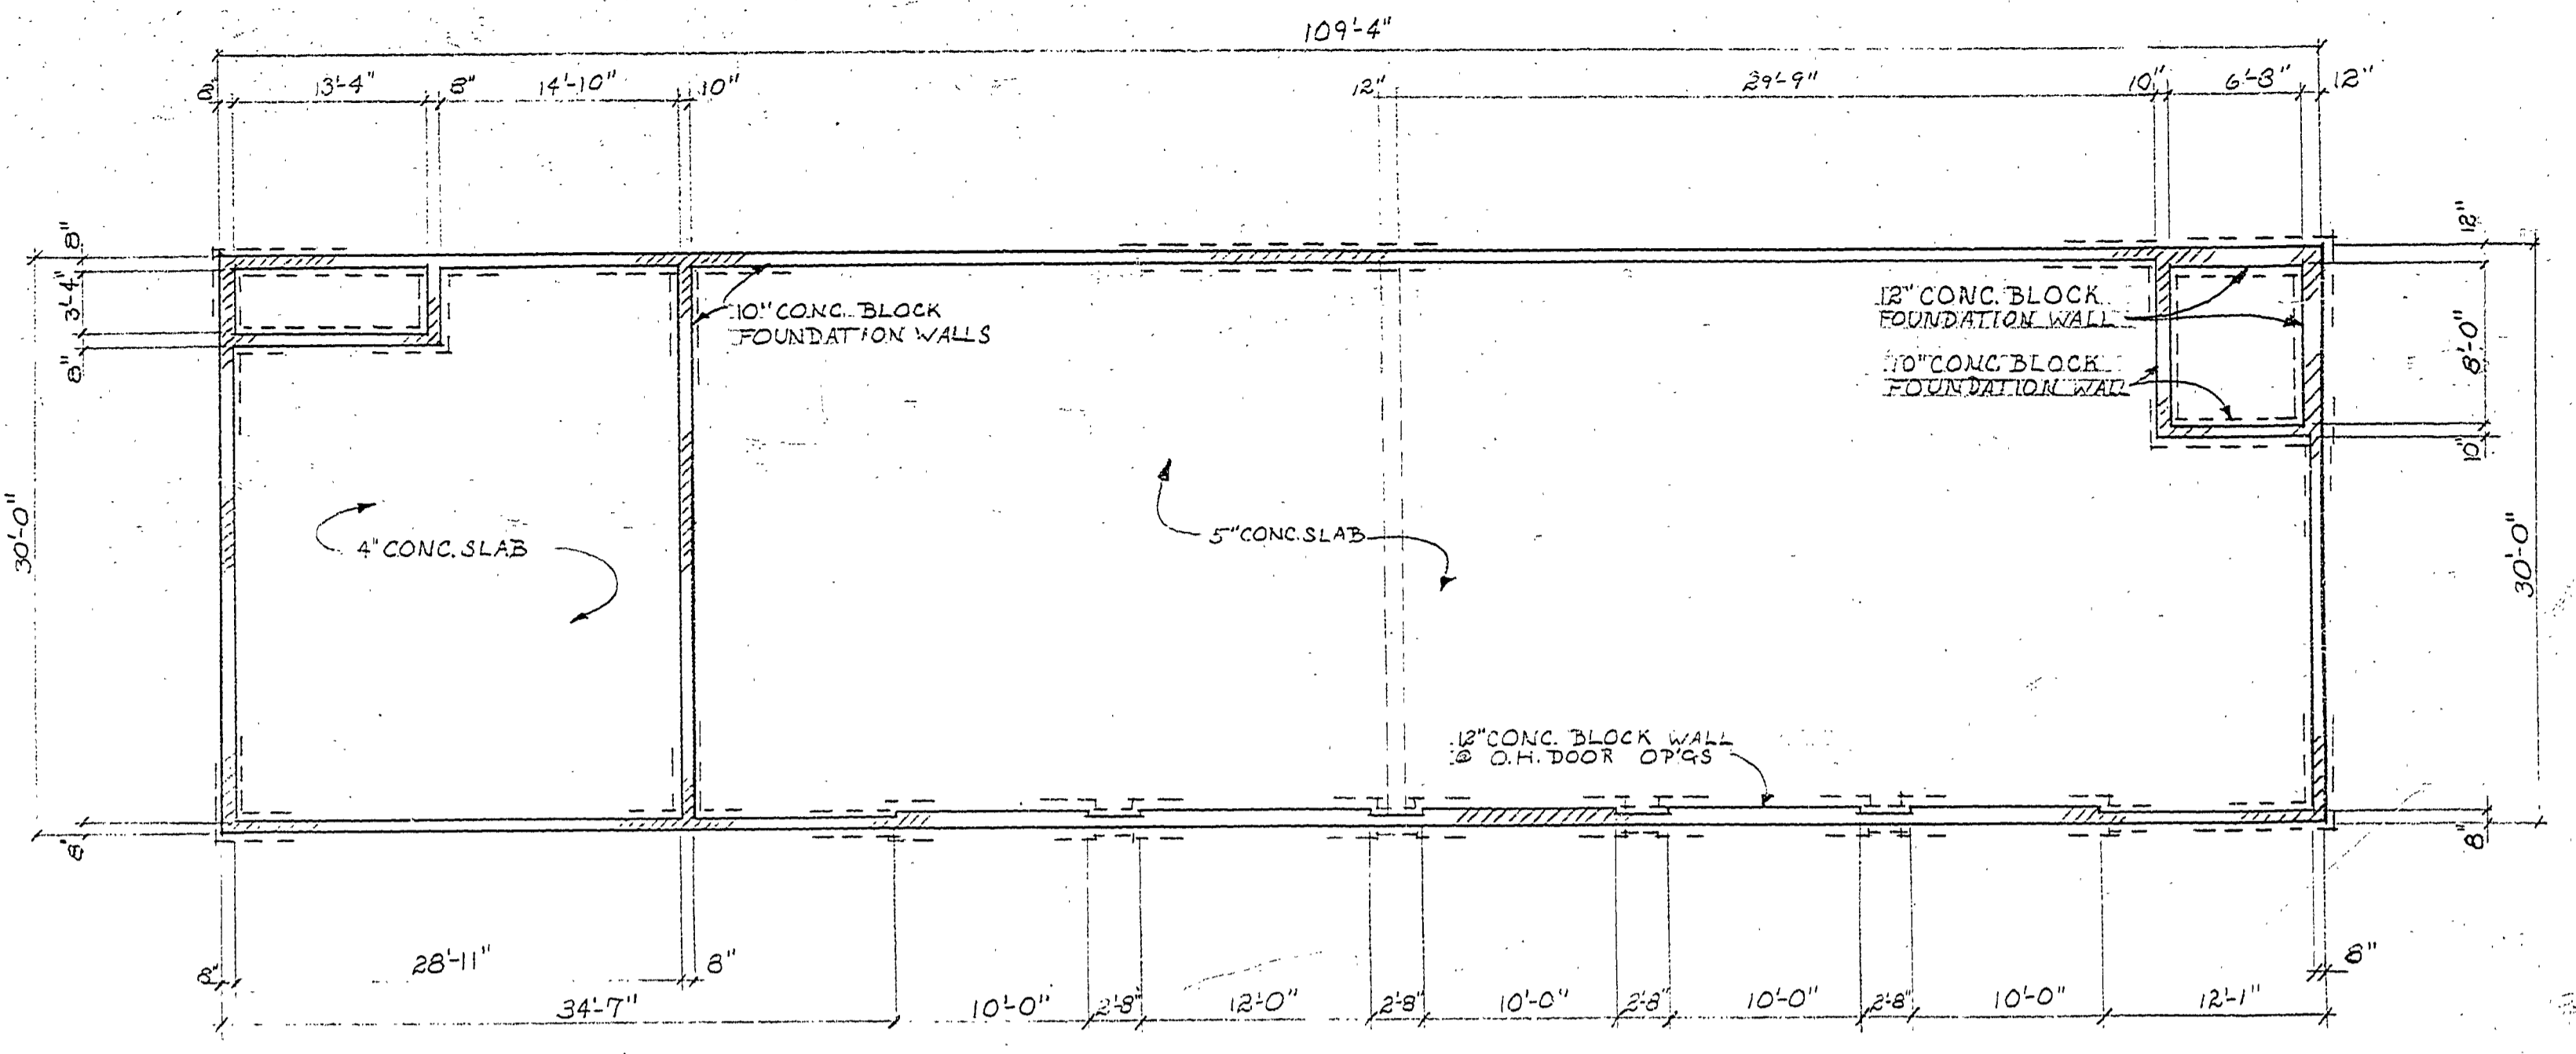 109'-4"
8" 13'-4" 8" 14'-10" 10" 12" 29'-9" 10" 6'-8" 12"
8" 3'-4" 8"
30'-0"
8"
12" 8'-0" 10"
30'-0"
8"
10" CONC. BLOCK
FOUNDATION WALLS
12" CONC. BLOCK
FOUNDATION WALL
10" CONC BLOCK
FOUNDATION WALL
4" CONC. SLAB
5" CONC. SLAB
12" CONC. BLOCK WALL
@ O.H. DOOR OP'GS
8" 28'-11" 8" 8"
34'-7" 10'-0" 2'-8" 12'-0" 2'-8" 10'-0" 2'-8" 10'-0" 2'-8" 10'-0" 12'-1"